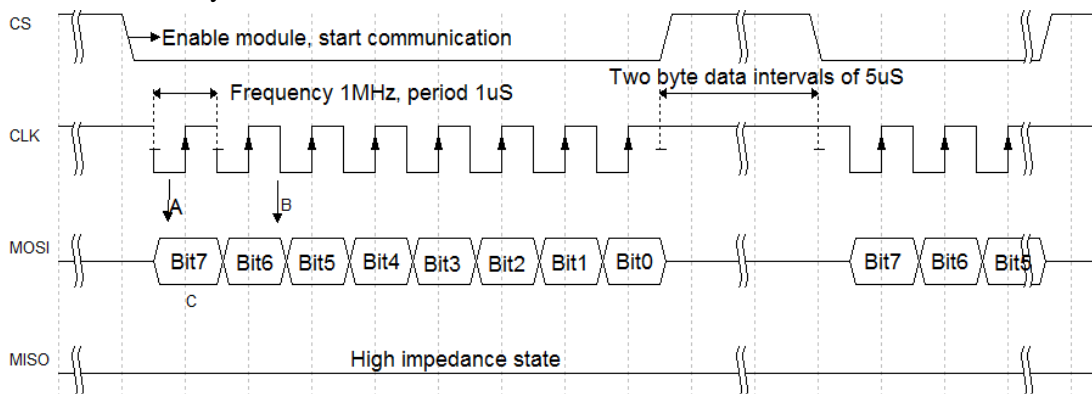 CS
Enable module, start communication
Two byte data intervals of 5uS
Frequency 1MHz, period 1uS
CLK
A
B
MOSI
Bit7 Bit6 Bit5 Bit4 Bit3 Bit2 Bit1 Bit0 Bit7 Bit6 Bit5
C
MISO
High impedance state